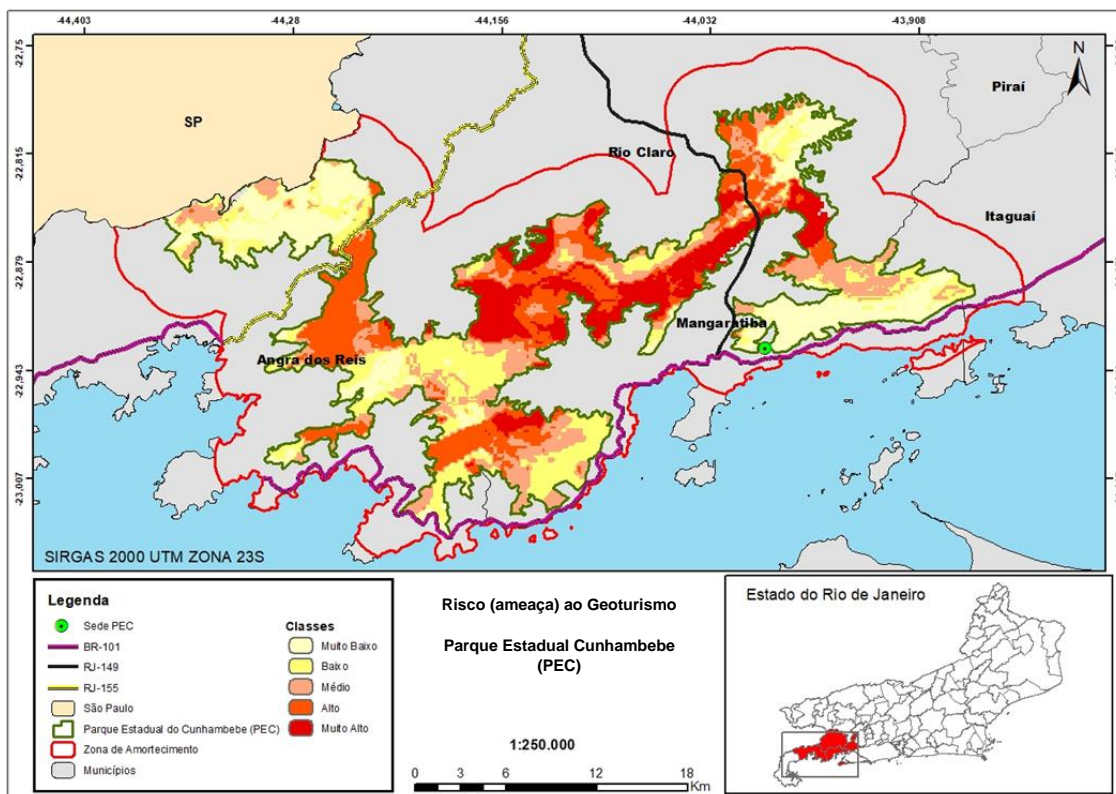 -44,403
-44,28
-44,156
-44,032
-43,908
-22,75
-22,815
-22,879
-22,943
-23,007
N
SP
Piraí
Rio Claro
Itaguaí
Mangaratiba
Angra dos Reis
SIRGAS 2000 UTM ZONA 23S
Legenda
Sede PEC
BR-101
RJ-149
RJ-155
São Paulo
Parque Estadual do Cunhambebe (PEC)
Zona de Amortecimento
Municípios
Classes
Muito Baixo
Baixo
Médio
Alto
Muito Alto
Risco (ameaça) ao Geoturismo
Parque Estadual Cunhambebe
(PEC)
1:250.000
0 3 6 12 18
Km
Estado do Rio de Janeiro